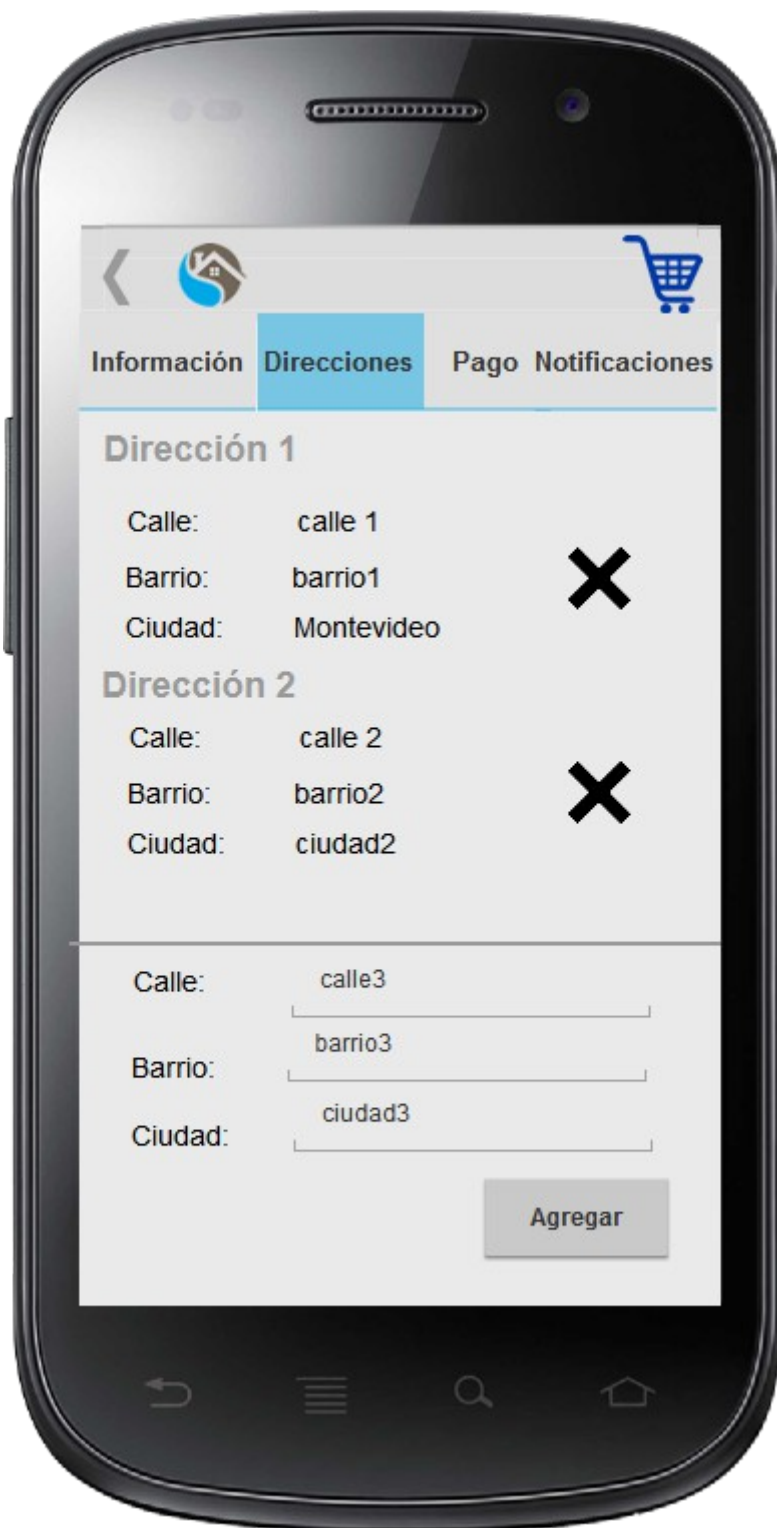 Información Direcciones Pago Notificaciones
Dirección 1
Calle: calle 1
Barrio: barrio1
Ciudad: Montevideo
Dirección 2
Calle: calle 2
Barrio: barrio2
Ciudad: ciudad2
Calle: calle3
Barrio: barrio3
Ciudad: ciudad3
Agregar